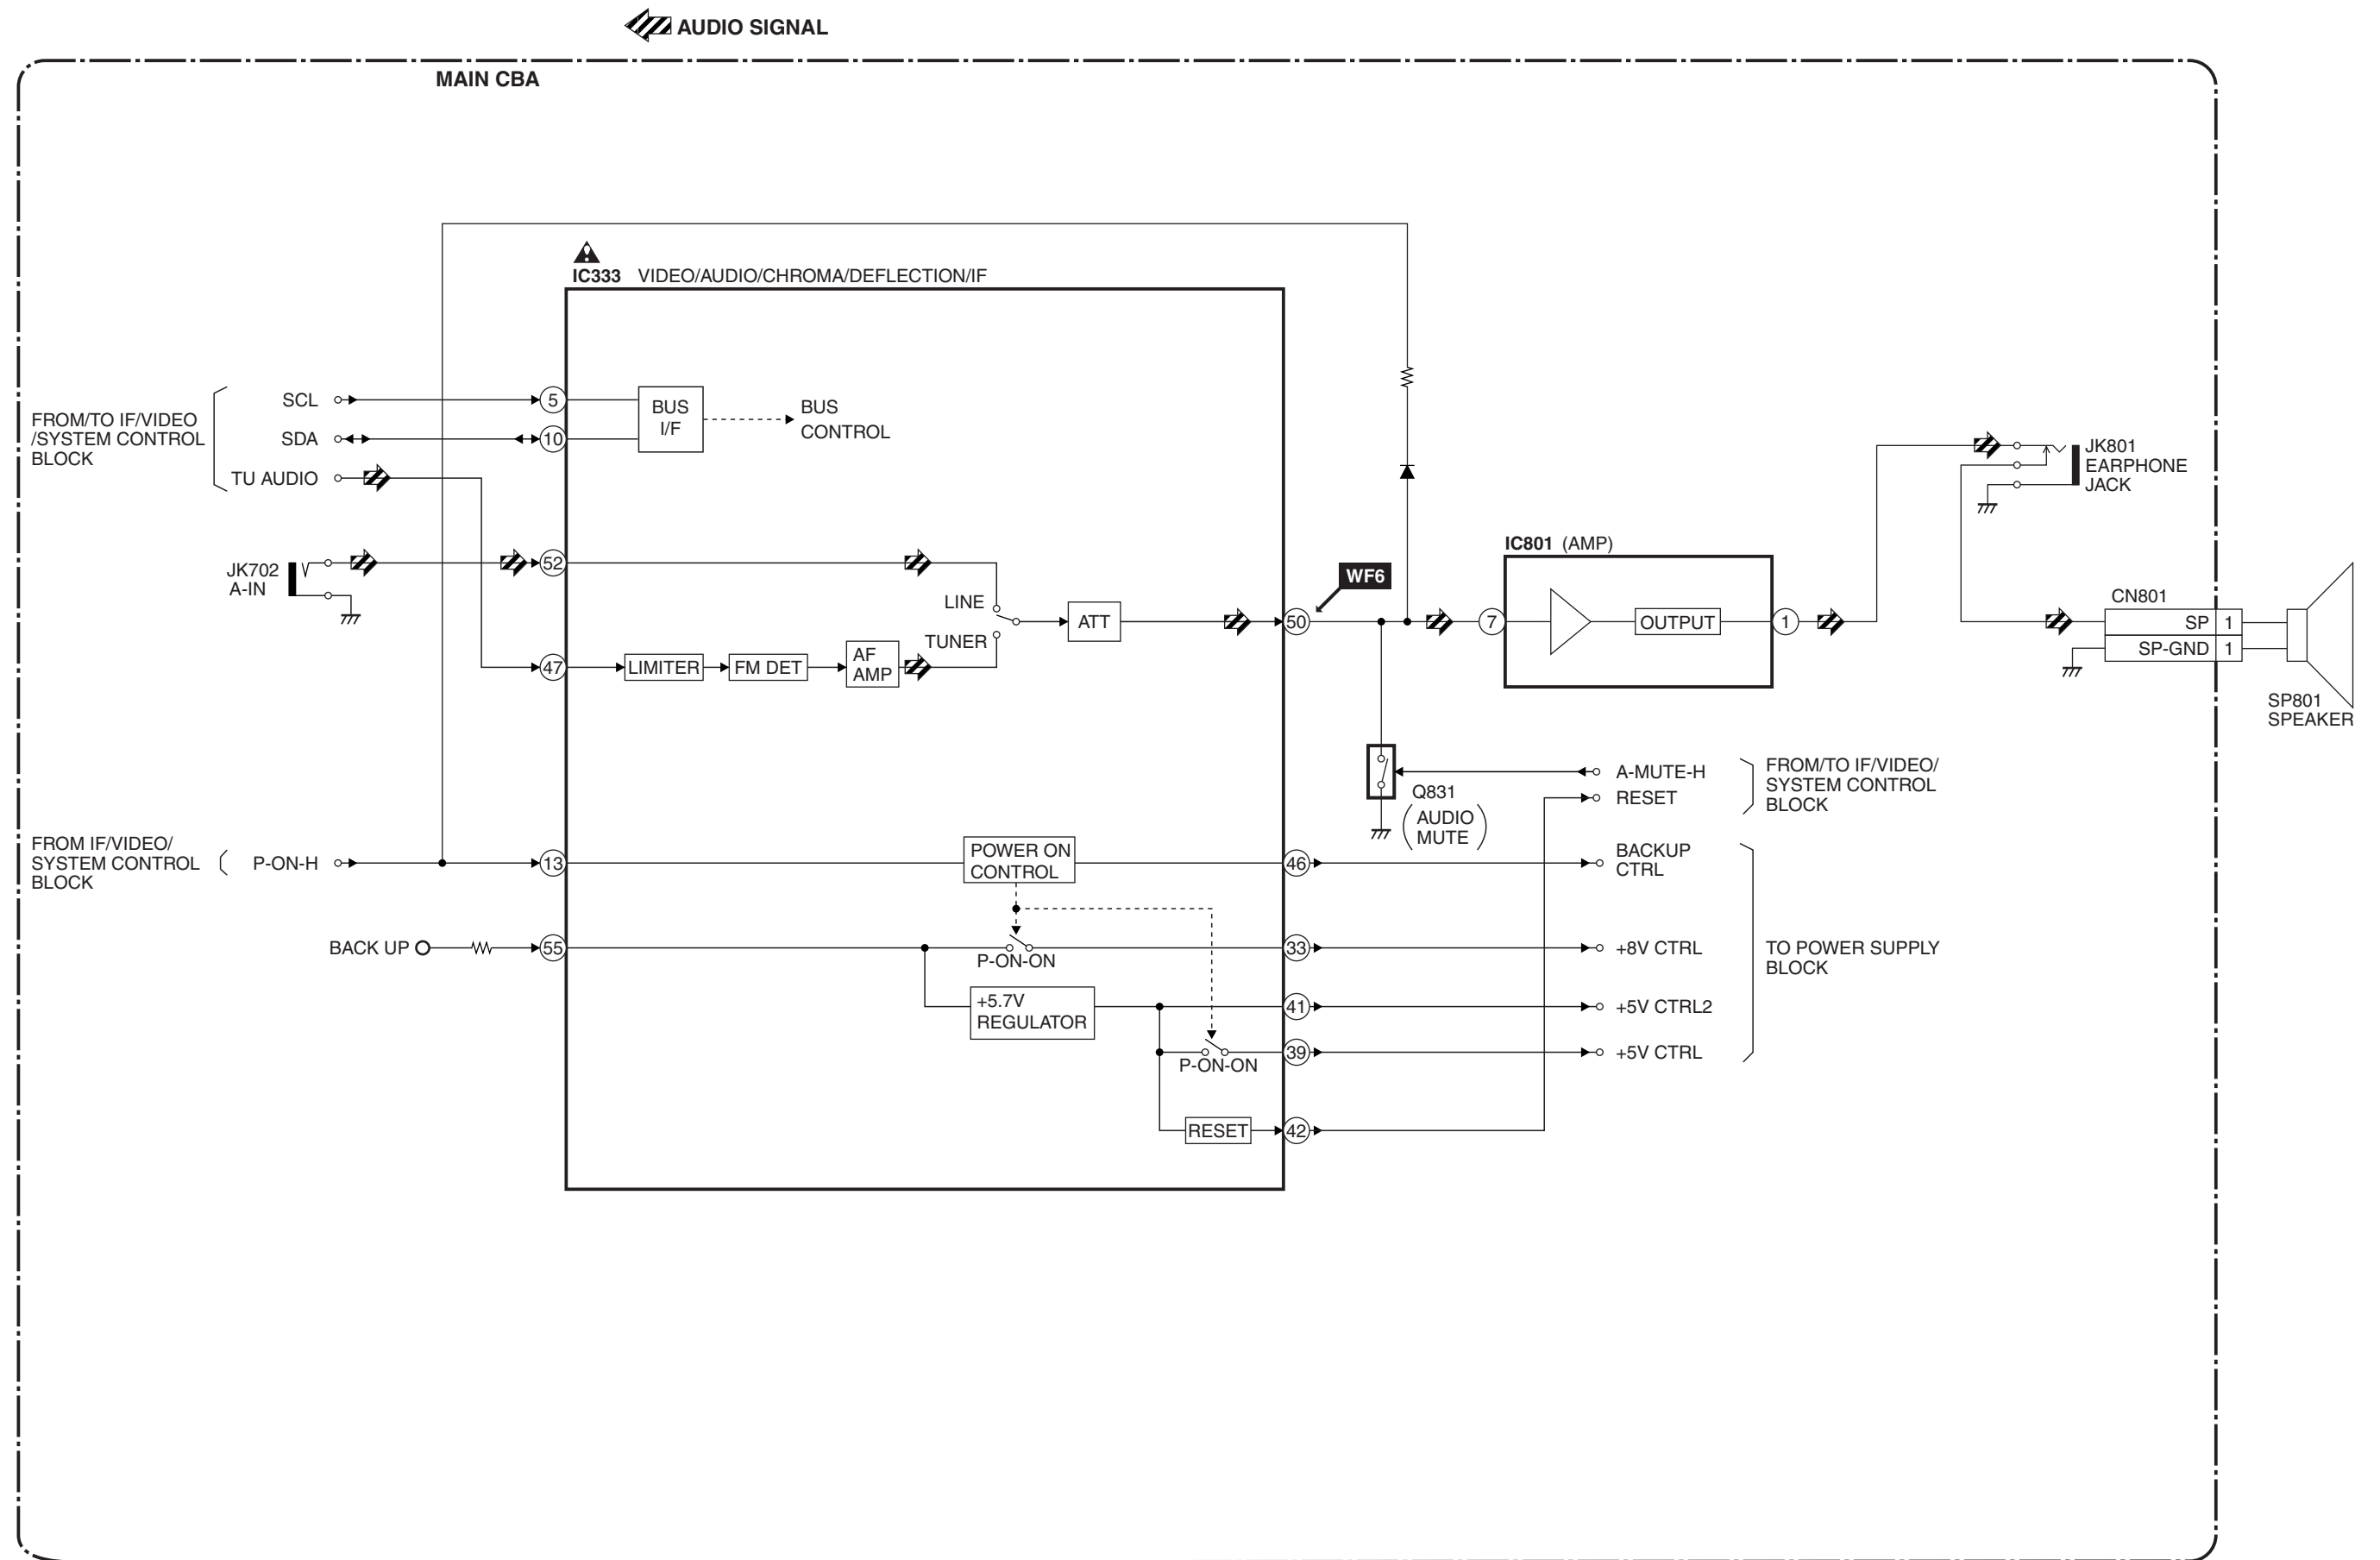 AUDIO SIGNAL
MAIN CBA
IC333 VIDEO/AUDIO/CHROMA/DEFLECTION/IF
FROM/TO IF/VIDEO
/SYSTEM CONTROL
BLOCK
SCL
SDA
TU AUDIO
5
10
BUS
I/F
BUS
CONTROL
JK702
A-IN
52
47
LIMITER
FM DET
AF
AMP
LINE
TUNER
ATT
50
WF6
IC801 (AMP)
7
OUTPUT
1
JK801
EARPHONE
JACK
CN801
SP 1
SP-GND 1
SP801
SPEAKER
Q831
AUDIO
MUTE
A-MUTE-H
RESET
FROM/TO IF/VIDEO/
SYSTEM CONTROL
BLOCK
FROM IF/VIDEO/
SYSTEM CONTROL
BLOCK
P-ON-H
13
POWER ON
CONTROL
46
BACKUP
CTRL
BACK UP
55
P-ON-ON
33
+8V CTRL
TO POWER SUPPLY
BLOCK
+5.7V
REGULATOR
41
+5V CTRL2
P-ON-ON
39
+5V CTRL
RESET
42